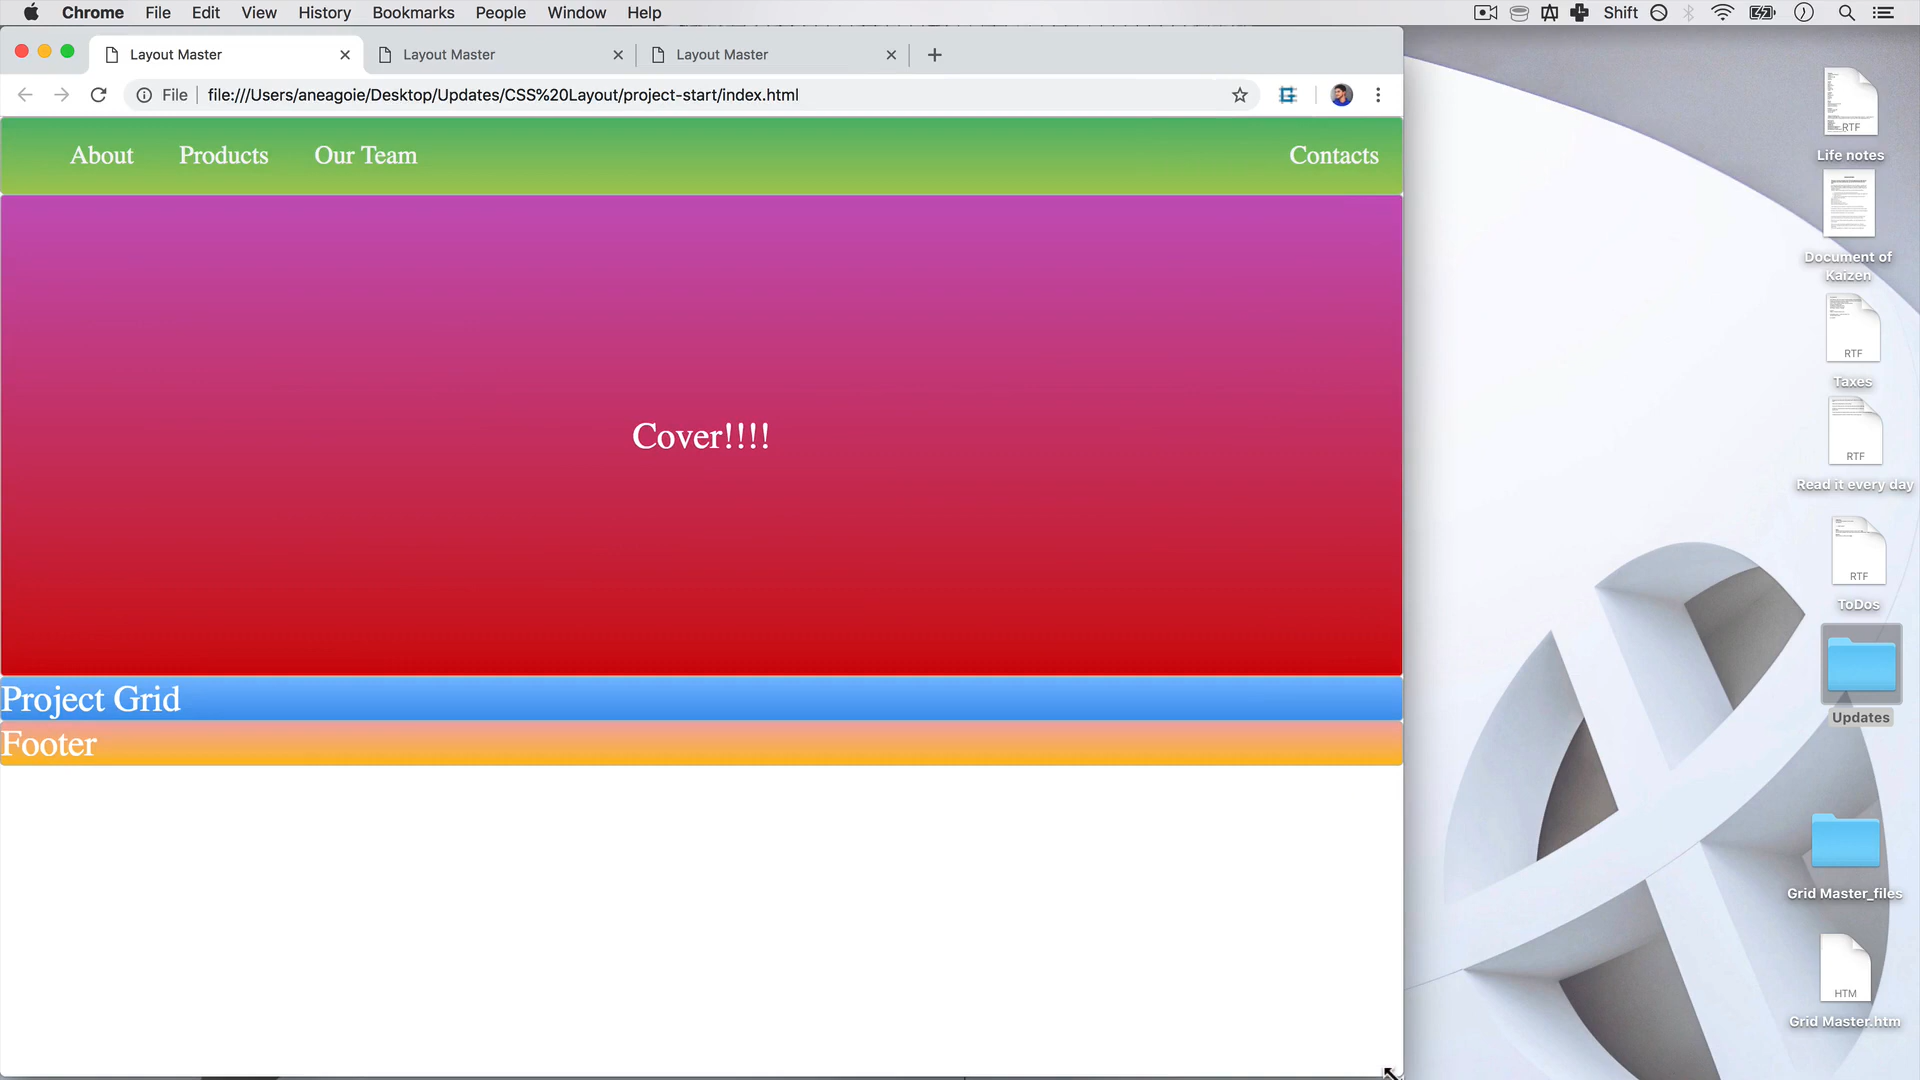 Chrome File Edit View History Bookmarks People Window Help Shift
Layout Master Layout Master Layout Master
File file:///Users/aneagoie/Desktop/Updates/CSS%20Layout/project-start/index.html
About Products Our Team Contacts
Cover!!!!
Project Grid
Footer
RTF
Life notes
Document of
Kaizen
RTF
Taxes
RTF
Read it every day
RTF
ToDos
Updates
Grid Master_files
HTM
Grid Master.htm